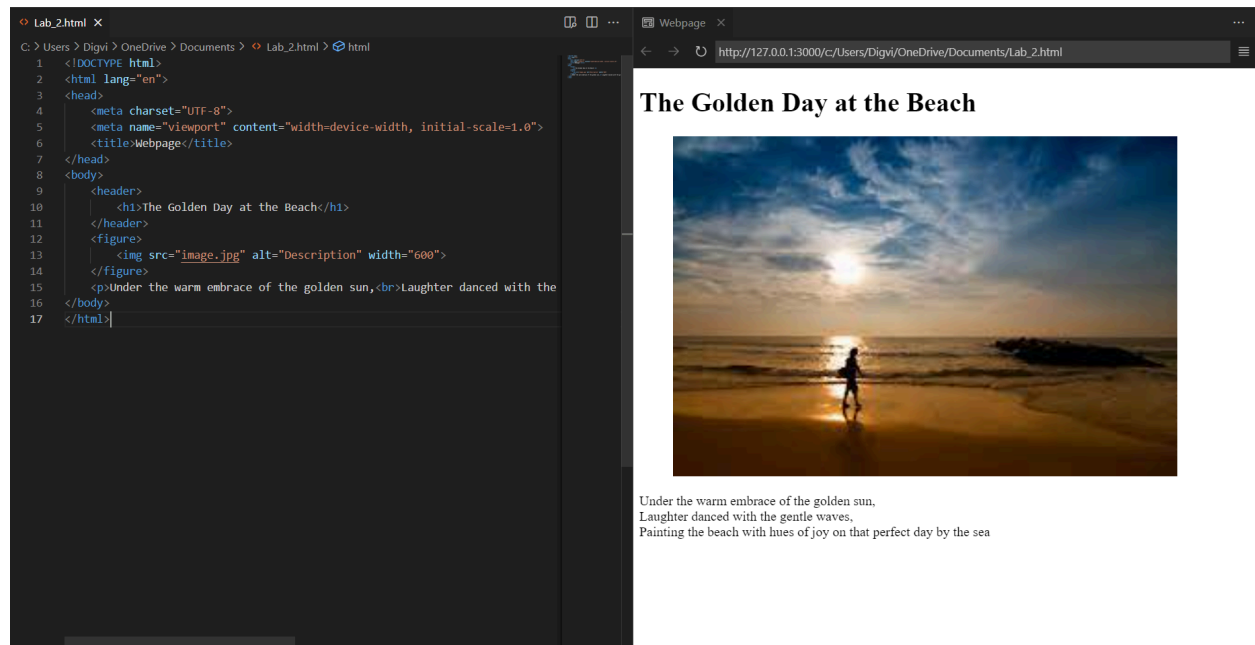 Lab_2.html
C: > Users > Digvi > OneDrive > Documents > Lab_2.html > html
1 <!DOCTYPE html>
2 <html lang="en">
3 <head>
4     <meta charset="UTF-8">
5     <meta name="viewport" content="width=device-width, initial-scale=1.0">
6     <title>Webpage</title>
7 </head>
8 <body>
9     <header>
10         <h1>The Golden Day at the Beach</h1>
11     </header>
12     <figure>
13         <img src="image.jpg" alt="Description" width="600">
14     </figure>
15     <p>Under the warm embrace of the golden sun,<br>Laughter danced with the
16 </body>
17 </html>
Webpage
http://127.0.0.1:3000/c:/Users/Digvi/OneDrive/Documents/Lab_2.html
The Golden Day at the Beach
Under the warm embrace of the golden sun,
Laughter danced with the gentle waves,
Painting the beach with hues of joy on that perfect day by the sea